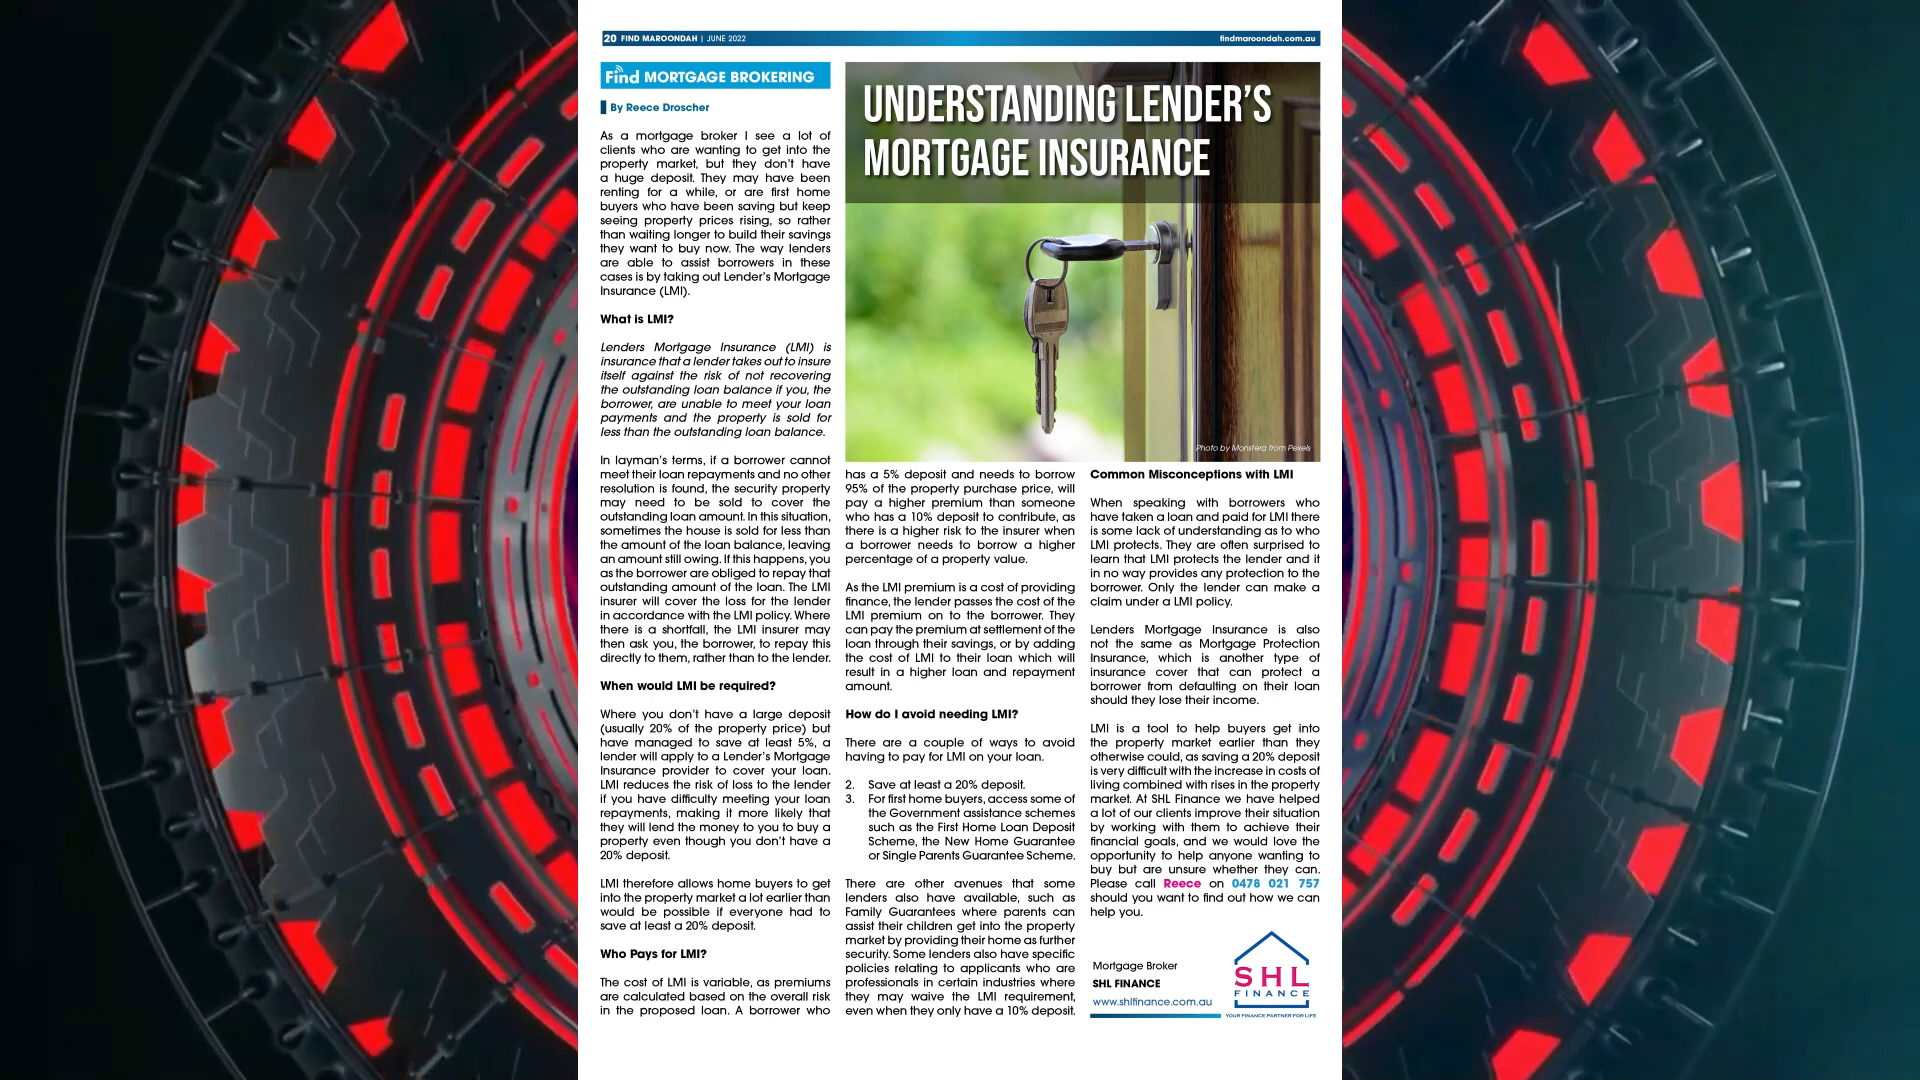 20 FIND MAROONDAH | JUNE 2022
findmaroondah.com.au
Find MORTGAGE BROKERING
By Reece Droscher
UNDERSTANDING LENDER'S
MORTGAGE INSURANCE
As a mortgage broker I see a lot of
clients who are wanting to get into the
property market, but they don't have
a huge deposit. They may have been
renting for a while, or are first home
buyers who have been saving but keep
seeing property prices rising, so rather
than waiting longer to build their savings
they want to buy now. The way lenders
are able to assist borrowers in these
cases is by taking out Lender's Mortgage
Insurance (LMI).
What is LMI?
Lenders Mortgage Insurance (LMI) is
insurance that a lender takes out to insure
itself against the risk of not recovering
the outstanding loan balance if you, the
borrower, are unable to meet your loan
payments and the property is sold for
less than the outstanding loan balance.
In layman's terms, if a borrower cannot
meet their loan repayments and no other
resolution is found, the security property
may need to be sold to cover the
outstanding loan amount. In this situation,
sometimes the house is sold for less than
the amount of the loan balance, leaving
an amount still owing. If this happens, you
as the borrower are obliged to repay that
outstanding amount of the loan. The LMI
insurer will cover the loss for the lender
in accordance with the LMI policy. Where
there is a shortfall, the LMI insurer may
then ask you, the borrower, to repay this
directly to them, rather than to the lender.
When would LMI be required?
Where you don't have a large deposit
(usually 20% of the property price) but
have managed to save at least 5%, a
lender will apply to a Lender's Mortgage
Insurance provider to cover your loan.
LMI reduces the risk of loss to the lender
if you have difficulty meeting your loan
repayments, making it more likely that
they will lend the money to you to buy a
property even though you don't have a
20% deposit.
LMI therefore allows home buyers to get
into the property market a lot earlier than
would be possible if everyone had to
save at least a 20% deposit.
Who Pays for LMI?
The cost of LMI is variable, as premiums
are calculated based on the overall risk
in the proposed loan. A borrower who
Photo by Monstera from Pexels
has a 5% deposit and needs to borrow
95% of the property purchase price, will
pay a higher premium than someone
who has a 10% deposit to contribute, as
there is a higher risk to the insurer when
a borrower needs to borrow a higher
percentage of a property value.
As the LMI premium is a cost of providing
finance, the lender passes the cost of the
LMI premium on to the borrower. They
can pay the premium at settlement of the
loan through their savings, or by adding
the cost of LMI to their loan which will
result in a higher loan and repayment
amount.
How do I avoid needing LMI?
There are a couple of ways to avoid
having to pay for LMI on your loan.
2. Save at least a 20% deposit.
3. For first home buyers, access some of
the Government assistance schemes
such as the First Home Loan Deposit
Scheme, the New Home Guarantee
or Single Parents Guarantee Scheme.
There are other avenues that some
lenders also have available, such as
Family Guarantees where parents can
assist their children get into the property
market by providing their home as further
security. Some lenders also have specific
policies relating to applicants who are
professionals in certain industries where
they may waive the LMI requirement,
even when they only have a 10% deposit.
Common Misconceptions with LMI
When speaking with borrowers who
have taken a loan and paid for LMI there
is some lack of understanding as to who
LMI protects. They are often surprised to
learn that LMI protects the lender and it
in no way provides any protection to the
borrower. Only the lender can make a
claim under a LMI policy.
Lenders Mortgage Insurance is also
not the same as Mortgage Protection
Insurance, which is another type of
insurance cover that can protect a
borrower from defaulting on their loan
should they lose their income.
LMI is a tool to help buyers get into
the property market earlier than they
otherwise could, as saving a 20% deposit
is very difficult with the increase in costs of
living combined with rises in the property
market. At SHL Finance we have helped
a lot of our clients improve their situation
by working with them to achieve their
financial goals, and we would love the
opportunity to help anyone wanting to
buy but are unsure whether they can.
Please call Reece on 0478 021 757
should you want to find out how we can
help you.
Mortgage Broker
SHL FINANCE
www.shlfinance.com.au
SHL
FINANCE
YOUR FINANCE PARTNER FOR LIFE